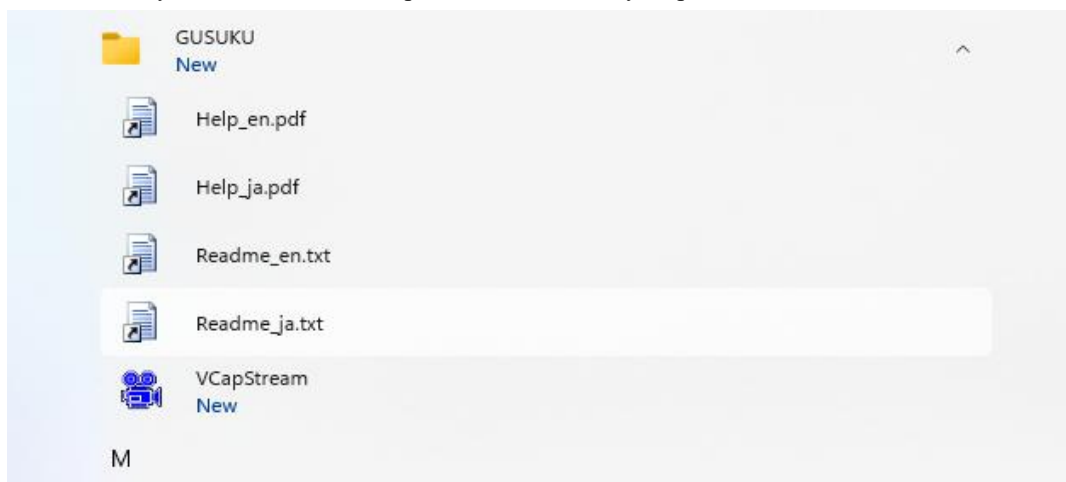 GUSUKU
New
Help_en.pdf
Help_ja.pdf
Readme_en.txt
Readme_ja.txt
VCapStream
New
M